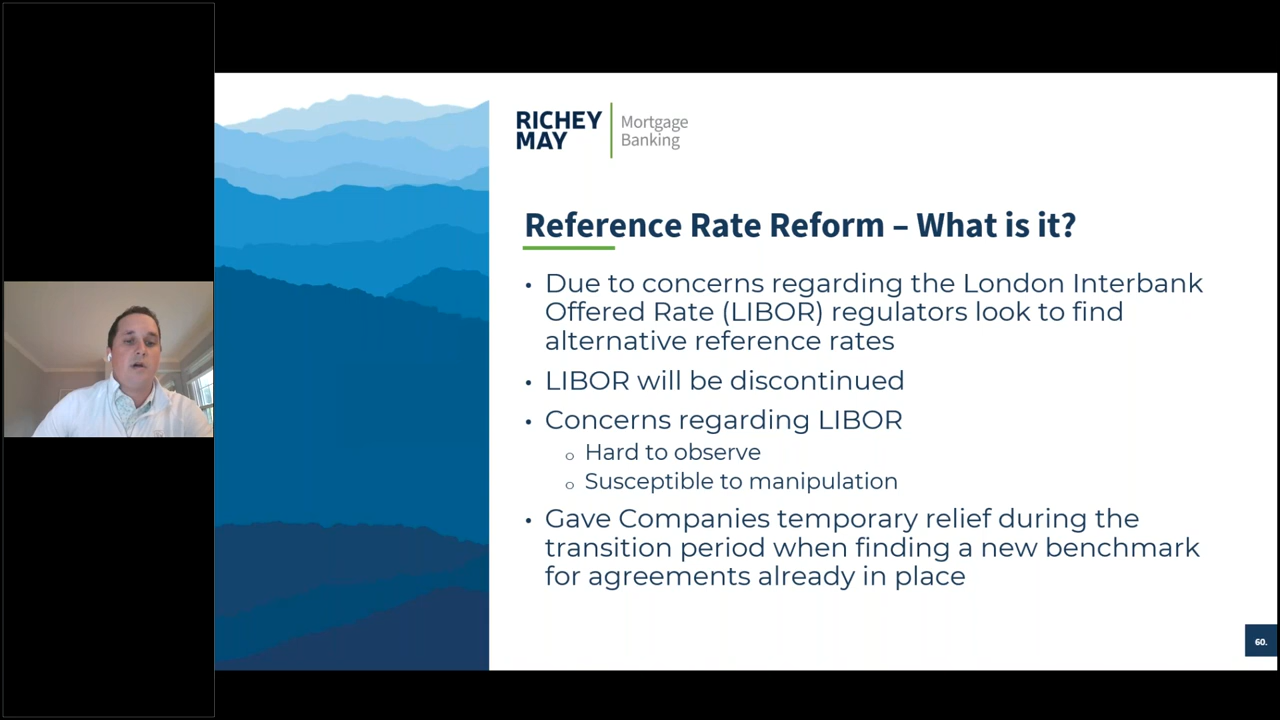 RICHEY
MAY
Mortgage
Banking
Reference Rate Reform – What is it?
• Due to concerns regarding the London Interbank
Offered Rate (LIBOR) regulators look to find
alternative reference rates
• LIBOR will be discontinued
• Concerns regarding LIBOR
o Hard to observe
o Susceptible to manipulation
• Gave Companies temporary relief during the
transition period when finding a new benchmark
for agreements already in place
60.